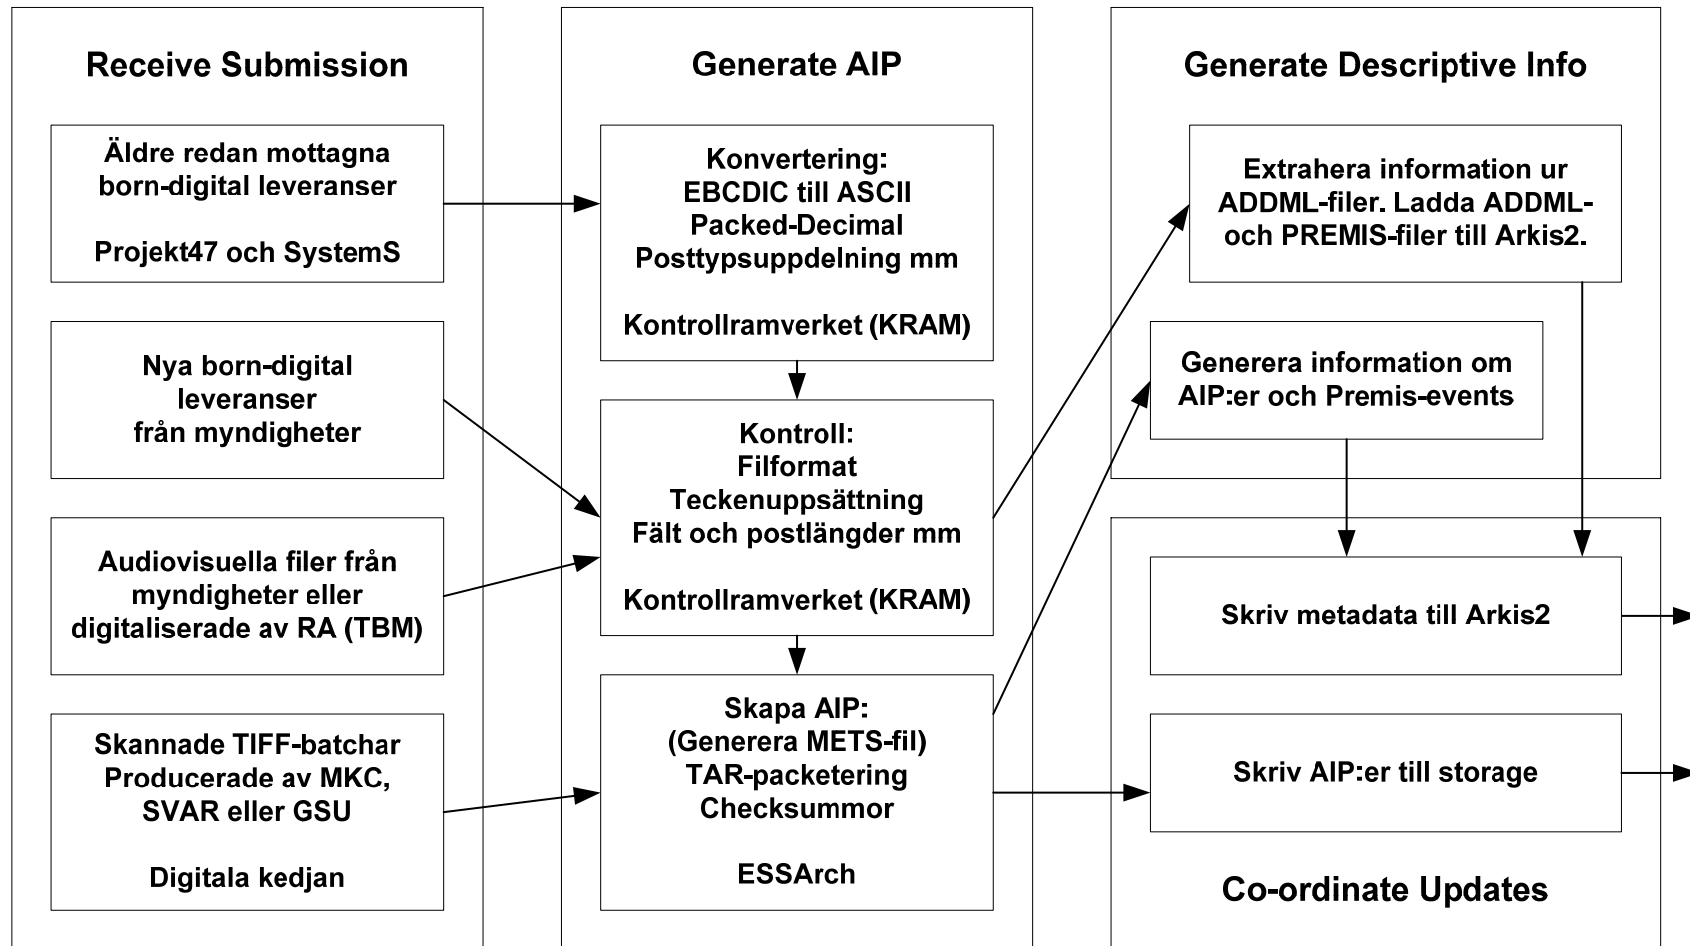 Receive Submission
Äldre redan mottagna
born-digital leveranser
Projekt47 och SystemS
Nya born-digital
leveranser
från myndigheter
Audiovisuella filer från
myndigheter eller
digitaliserade av RA (TBM)
Skannade TIFF-batchar
Producerade av MKC,
SVAR eller GSU
Digitala kedjan
Generate AIP
Konvertering:
EBCDIC till ASCII
Packed-Decimal
Posttypsuppdelning mm
Kontrollramverket (KRAM)
Kontroll:
Filformat
Teckenuppsättning
Fält och postlängder mm
Kontrollramverket (KRAM)
Skapa AIP:
(Generera METS-fil)
TAR-packetering
Checksummor
ESSArch
Generate Descriptive Info
Extrahera information ur
ADDML-filer. Ladda ADDML-
och PREMIS-filer till Arkis2.
Generera information om
AIP:er och Premis-events
Skriv metadata till Arkis2
Skriv AIP:er till storage
Co-ordinate Updates